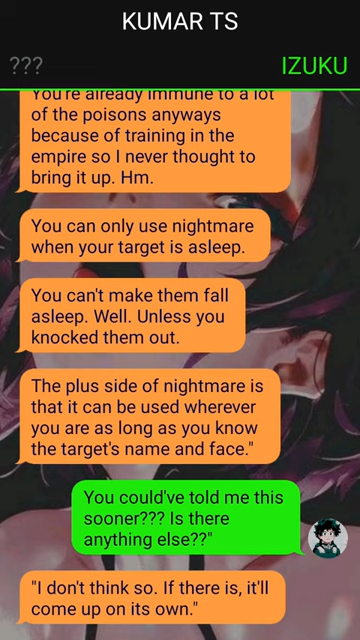 KUMAR TS
??? IZUKU
You're already immune to a lot
of the poisons anyways
because of training in the
empire so I never thought to
bring it up. Hm.
You can only use nightmare
when your target is asleep.
You can't make them fall
asleep. Well. Unless you
knocked them out.
The plus side of nightmare is
that it can be used wherever
you are as long as you know
the target's name and face."
You could've told me this
sooner??? Is there
anything else??"
"I don't think so. If there is, it'll
come up on its own."